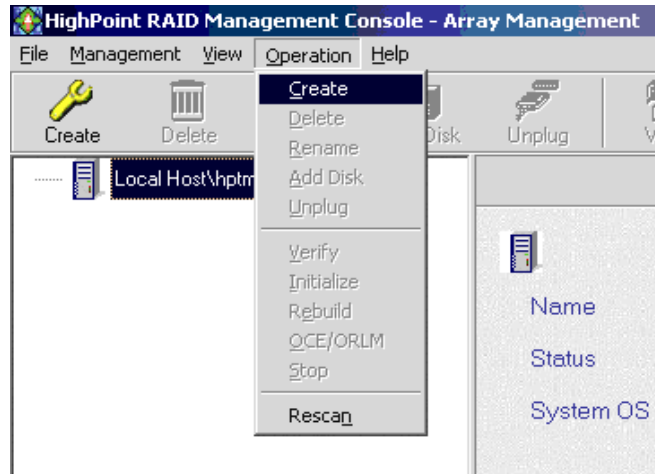 HighPoint RAID Management Console - Array Management
File Management View Operation Help
Create Delete Disk Unplug
Create
Delete
Rename
Add Disk
Unplug
Verify
Initialize
Rebuild
OCE/ORLM
Stop
Rescan
Local Host\hptm
Name
Status
System OS